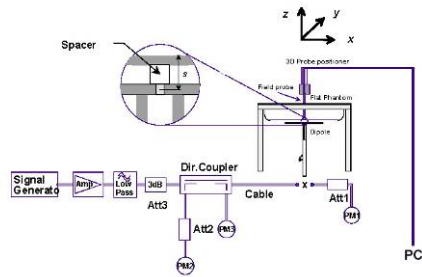 z
y
x
Spacer
s
3D Probe positioner
Field probe
Flat Phantom
Dipole
Dir.Coupler
Signal
Generato
Amp
Low
Pass
3dB
Att3
Cable
x
Att1
Att2
PM3
PM1
PM2
PC